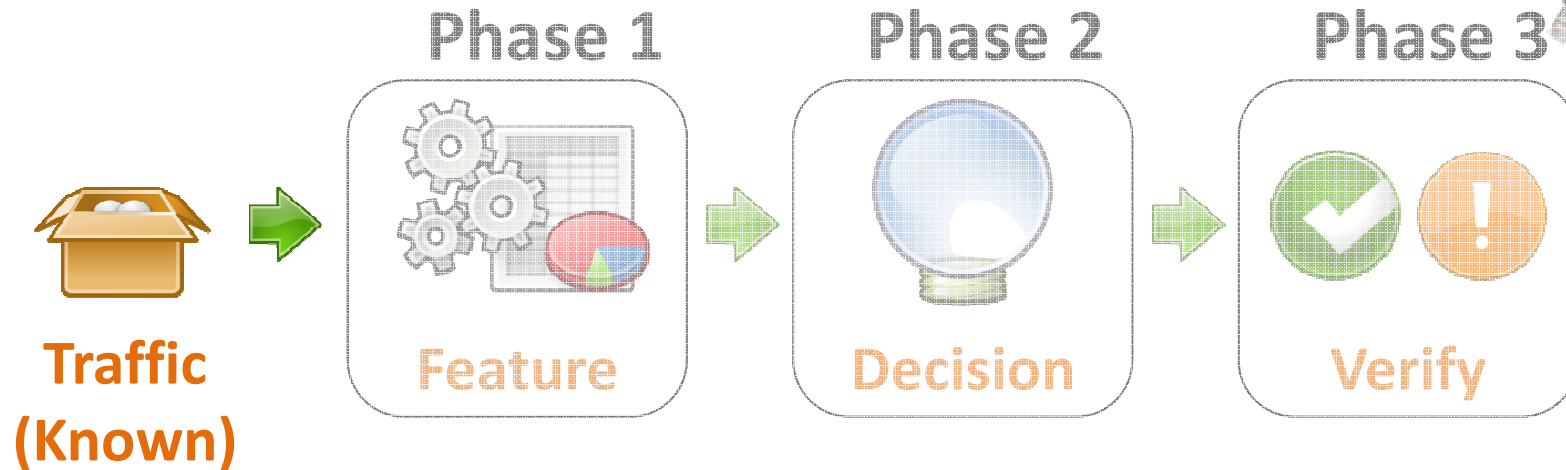 Phase 1
Phase 2
Phase 3
Traffic
(Known)
Feature
Decision
Verify